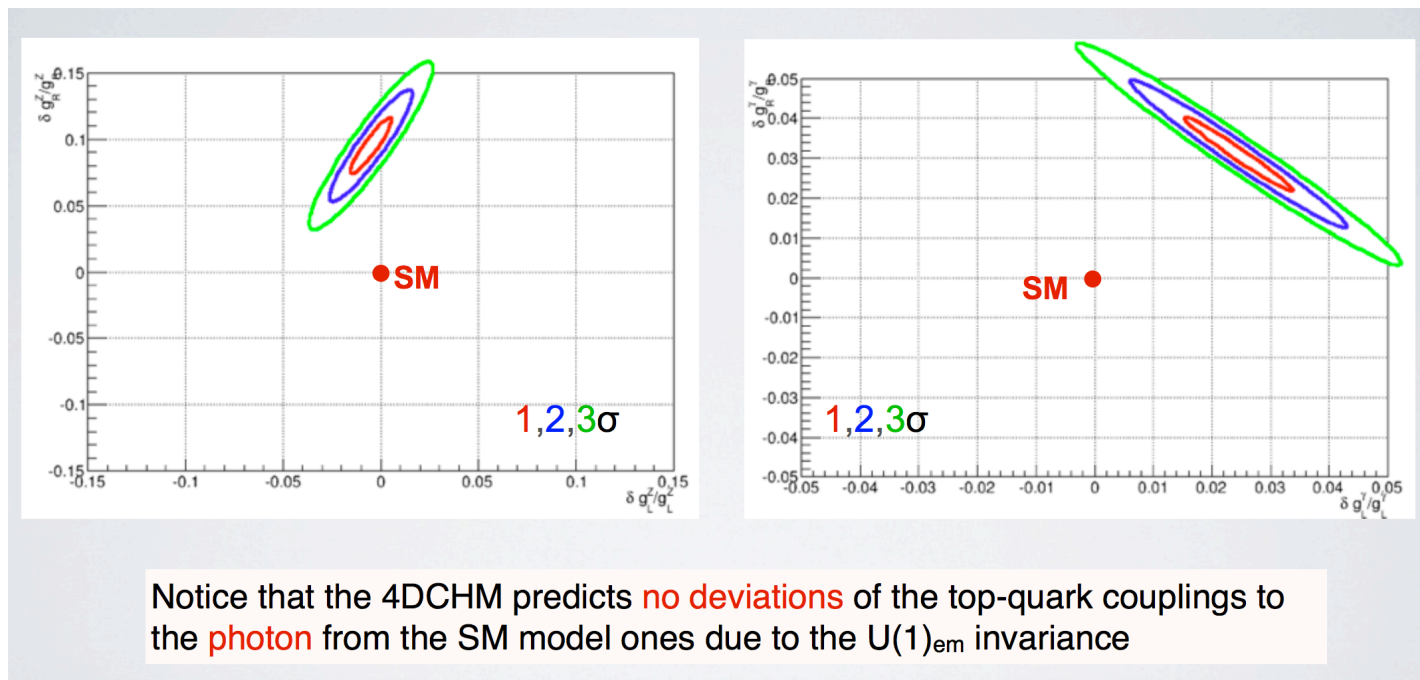 δ g_R^Z/g_R^Z
0.15
0.1
0.05
0
-0.05
-0.1
-0.15
-0.15 -0.1 -0.05 0 0.05 0.1 0.15
δ g_L^Z/g_L^Z
SM
1,2,3σ
δ g_R^γ/g_R^γ
0.05
0.04
0.03
0.02
0.01
0
-0.01
-0.02
-0.03
-0.04
-0.05
-0.05 -0.04 -0.03 -0.02 -0.01 0 0.01 0.02 0.03 0.04 0.05
δ g_L^γ/g_L^γ
SM
1,2,3σ
Notice that the 4DCHM predicts no deviations of the top-quark couplings to
the photon from the SM model ones due to the U(1)em invariance